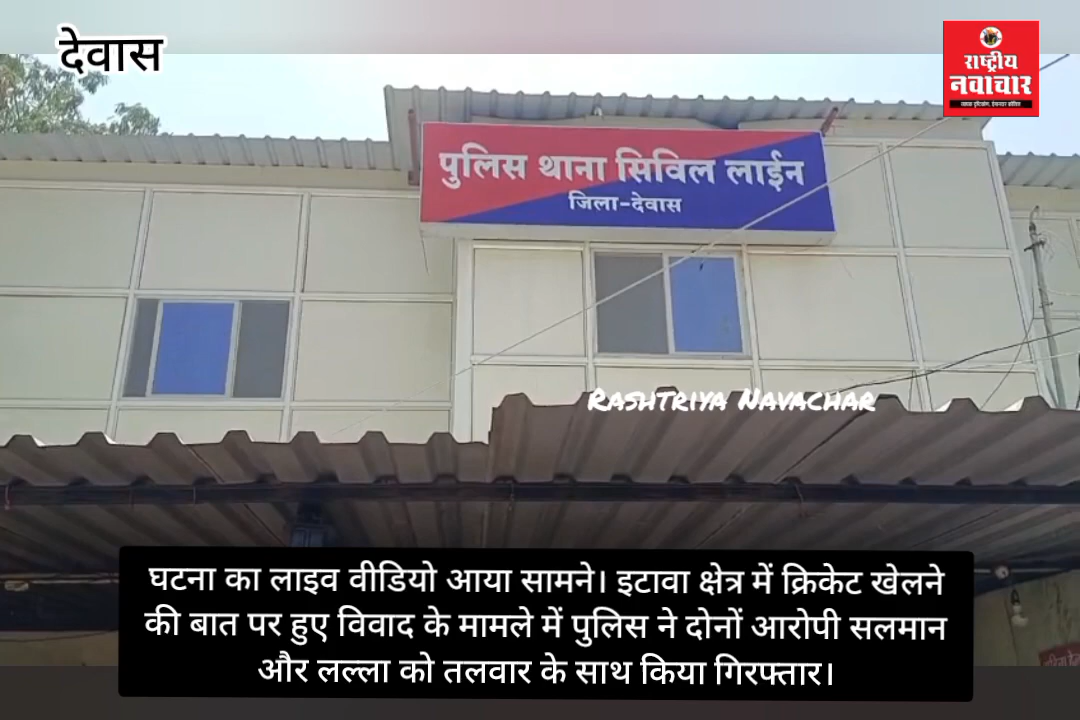 देवास
राष्ट्रीय
नवाचार
पुलिस थाना सिविल लाईन
जिला-देवास
Rashtriya Navachar
घटना का लाइव वीडियो आया सामने। इटावा क्षेत्र में क्रिकेट खेलने
की बात पर हुए विवाद के मामले में पुलिस ने दोनों आरोपी सलमान
और लल्ला को तलवार के साथ किया गिरफ्तार।